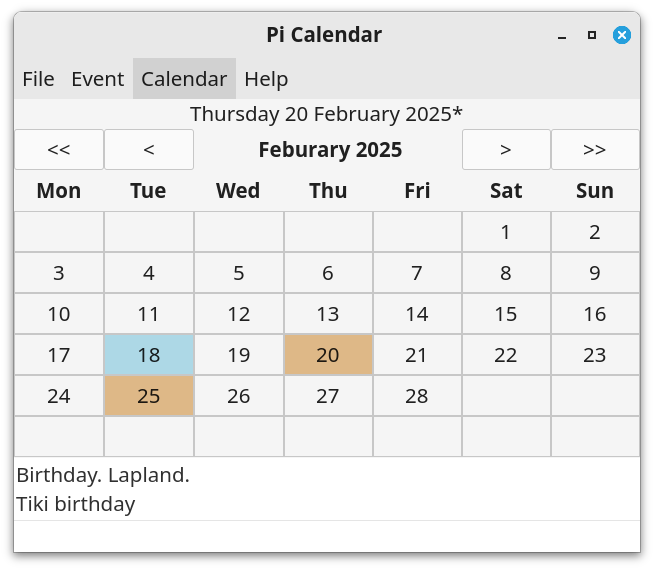 Pi Calendar
File Event Calendar Help
Thursday 20 February 2025*
<< < Feburary 2025 > >>
Mon Tue Wed Thu Fri Sat Sun
1 2
3 4 5 6 7 8 9
10 11 12 13 14 15 16
17 18 19 20 21 22 23
24 25 26 27 28
Birthday. Lapland.
Tiki birthday